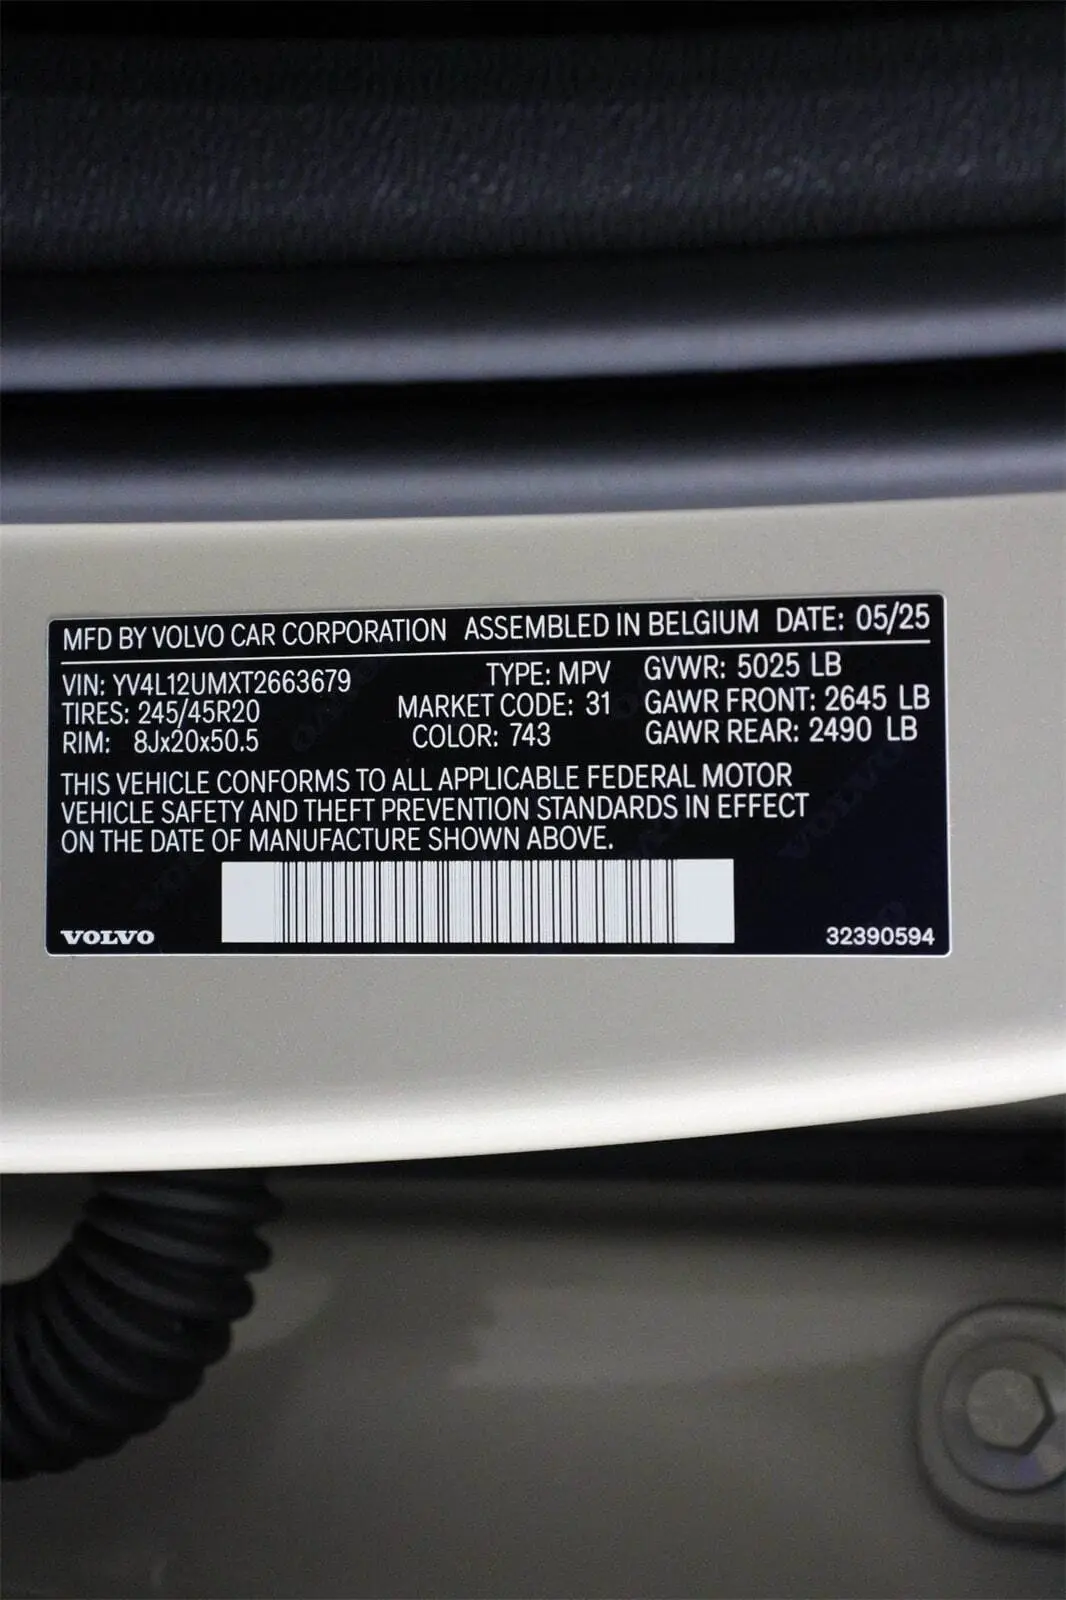 MFD BY VOLVO CAR CORPORATION ASSEMBLED IN BELGIUM DATE: 05/25
VIN: YV4L12UMXT2663679 TYPE: MPV GVWR: 5025 LB
TIRES: 245/45R20 MARKET CODE: 31 GAWR FRONT: 2645 LB
RIM: 8Jx20x50.5 COLOR: 743 GAWR REAR: 2490 LB
THIS VEHICLE CONFORMS TO ALL APPLICABLE FEDERAL MOTOR
VEHICLE SAFETY AND THEFT PREVENTION STANDARDS IN EFFECT
ON THE DATE OF MANUFACTURE SHOWN ABOVE.
VOLVO 32390594